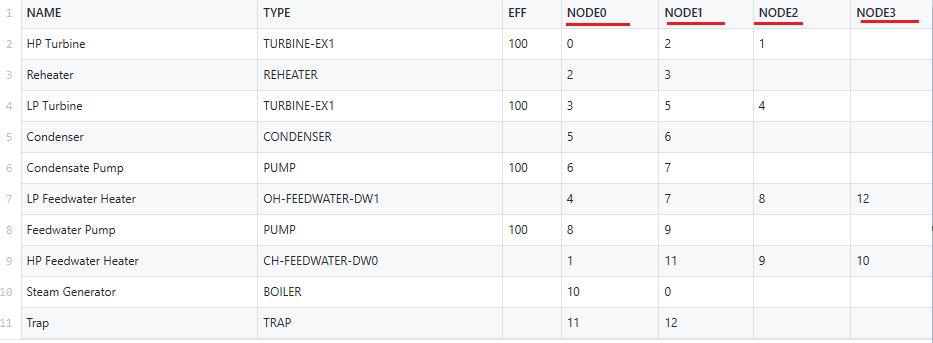 1 NAME TYPE EFF NODE0 NODE1 NODE2 NODE3
2 HP Turbine TURBINE-EX1 100 0 2 1
3 Reheater REHEATER 2 3
4 LP Turbine TURBINE-EX1 100 3 5 4
5 Condenser CONDENSER 5 6
6 Condensate Pump PUMP 100 6 7
7 LP Feedwater Heater OH-FEEDWATER-DW1 4 7 8 12
8 Feedwater Pump PUMP 100 8 9
9 HP Feedwater Heater CH-FEEDWATER-DW0 1 11 9 10
10 Steam Generator BOILER 10 0
11 Trap TRAP 11 12